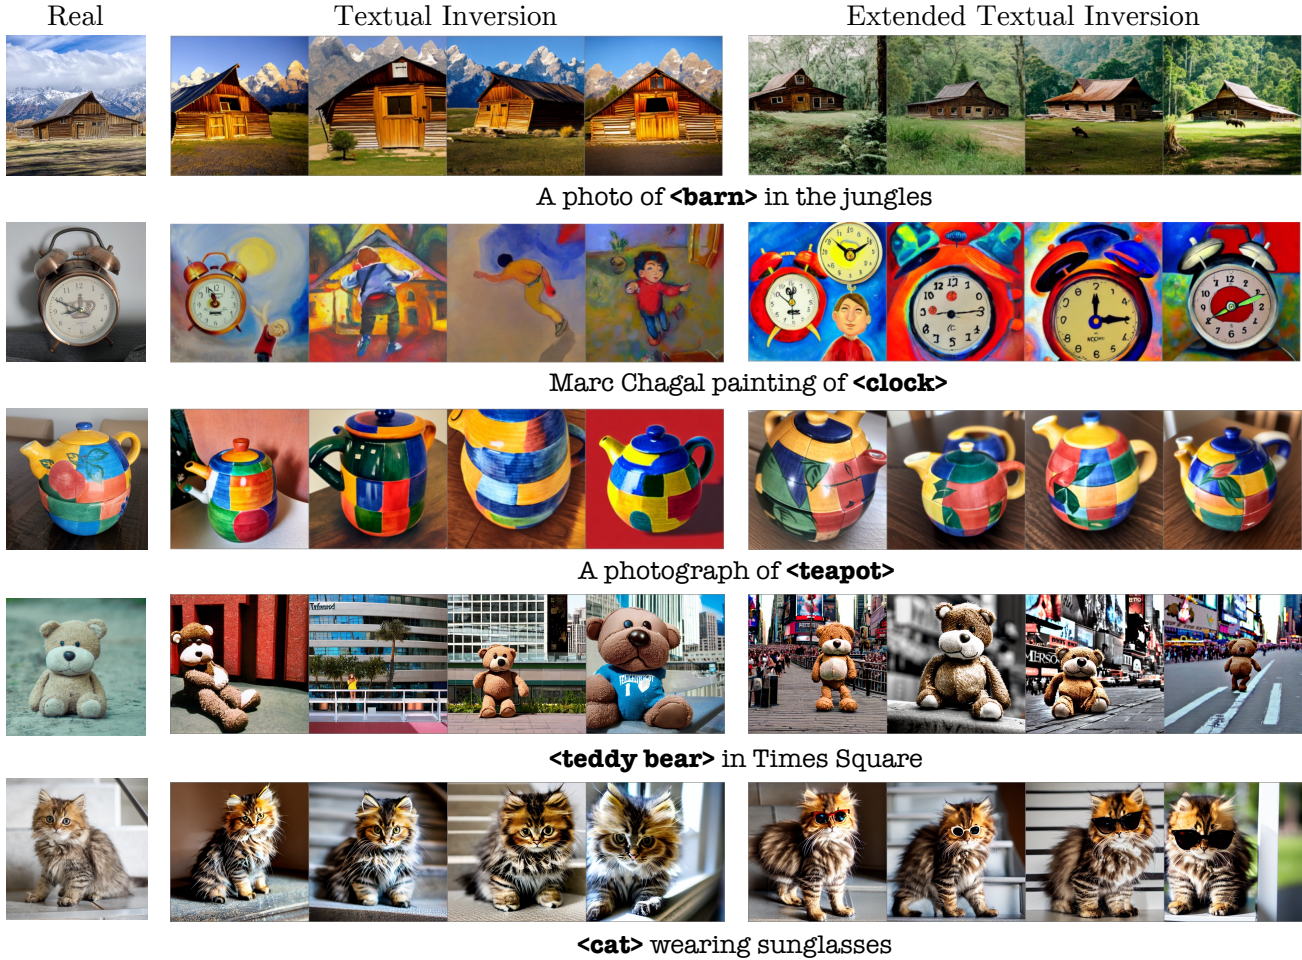 Real Textual Inversion Extended Textual Inversion
A photo of <barn> in the jungles
Marc Chagal painting of <clock>
A photograph of <teapot>
<teddy bear> in Times Square
<cat> wearing sunglasses